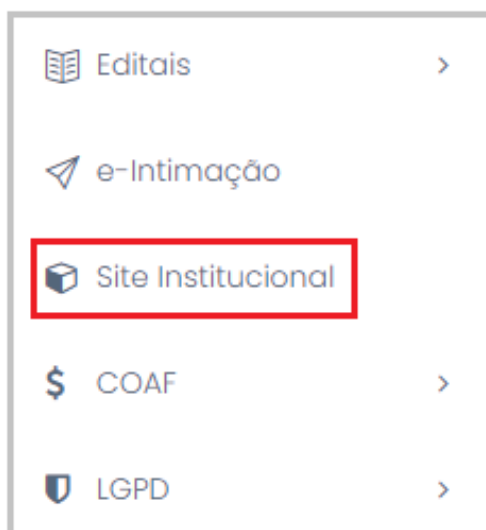 Editais
e-Intimação
Site Institucional
COAF
LGPD